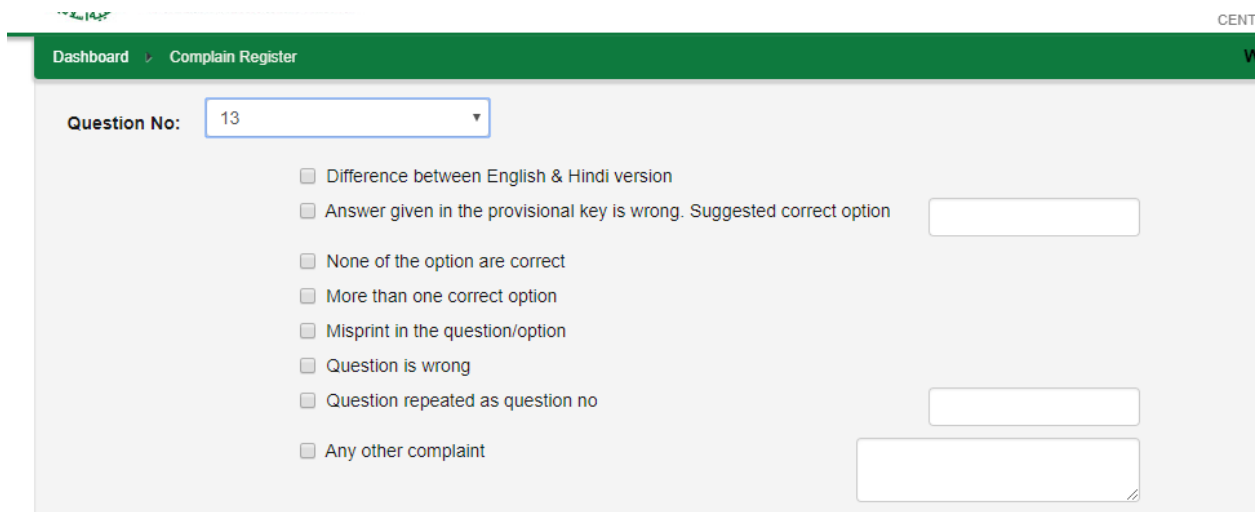 CENT
Dashboard Complain Register
W
Question No: 13
Difference between English & Hindi version
Answer given in the provisional key is wrong. Suggested correct option
None of the option are correct
More than one correct option
Misprint in the question/option
Question is wrong
Question repeated as question no
Any other complaint